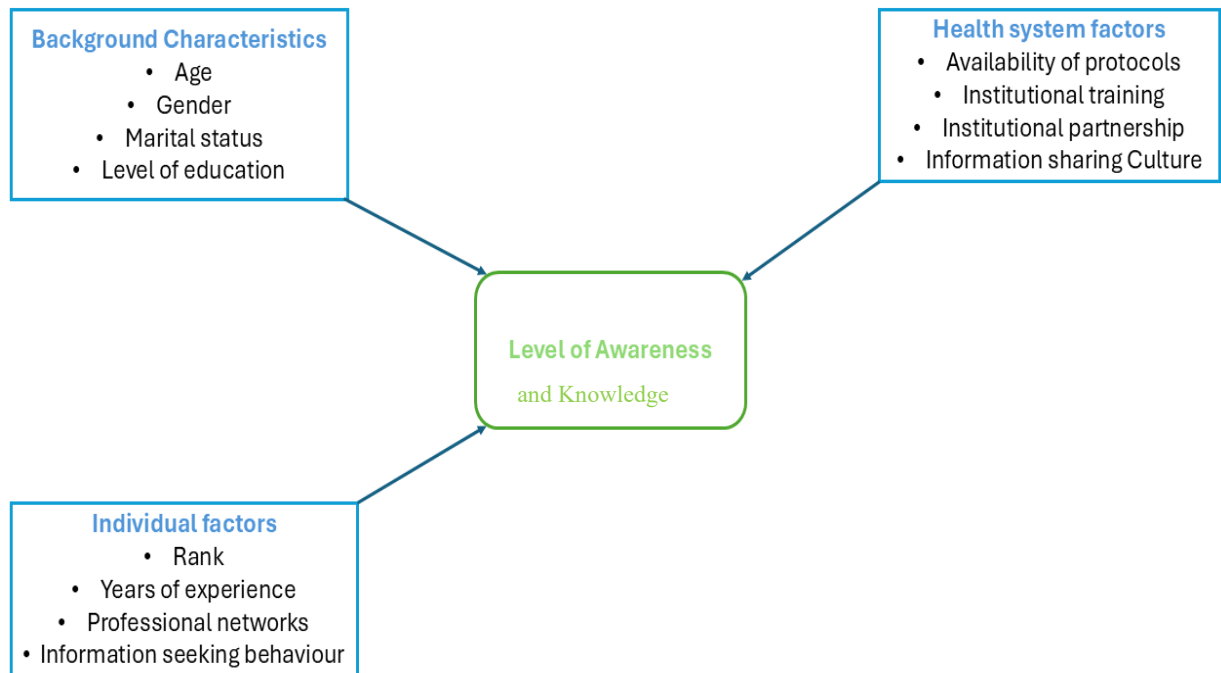 Background Characteristics
• Age
• Gender
• Marital status
• Level of education
Health system factors
• Availability of protocols
• Institutional training
• Institutional partnership
• Information sharing Culture
Level of Awareness
and Knowledge
Individual factors
• Rank
• Years of experience
• Professional networks
• Information seeking behaviour